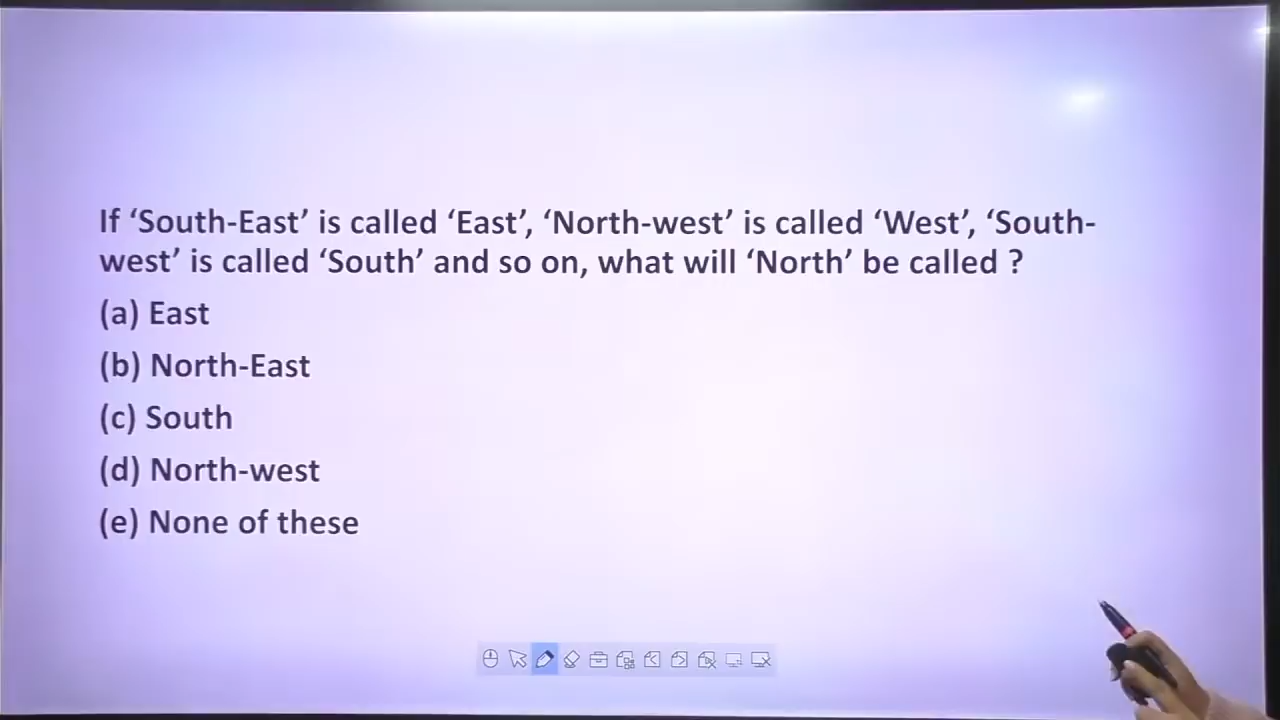 If ‘South-East’ is called ‘East’, ‘North-west’ is called ‘West’, ‘South-
west’ is called ‘South’ and so on, what will ‘North’ be called ?
(a) East
(b) North-East
(c) South
(d) North-west
(e) None of these